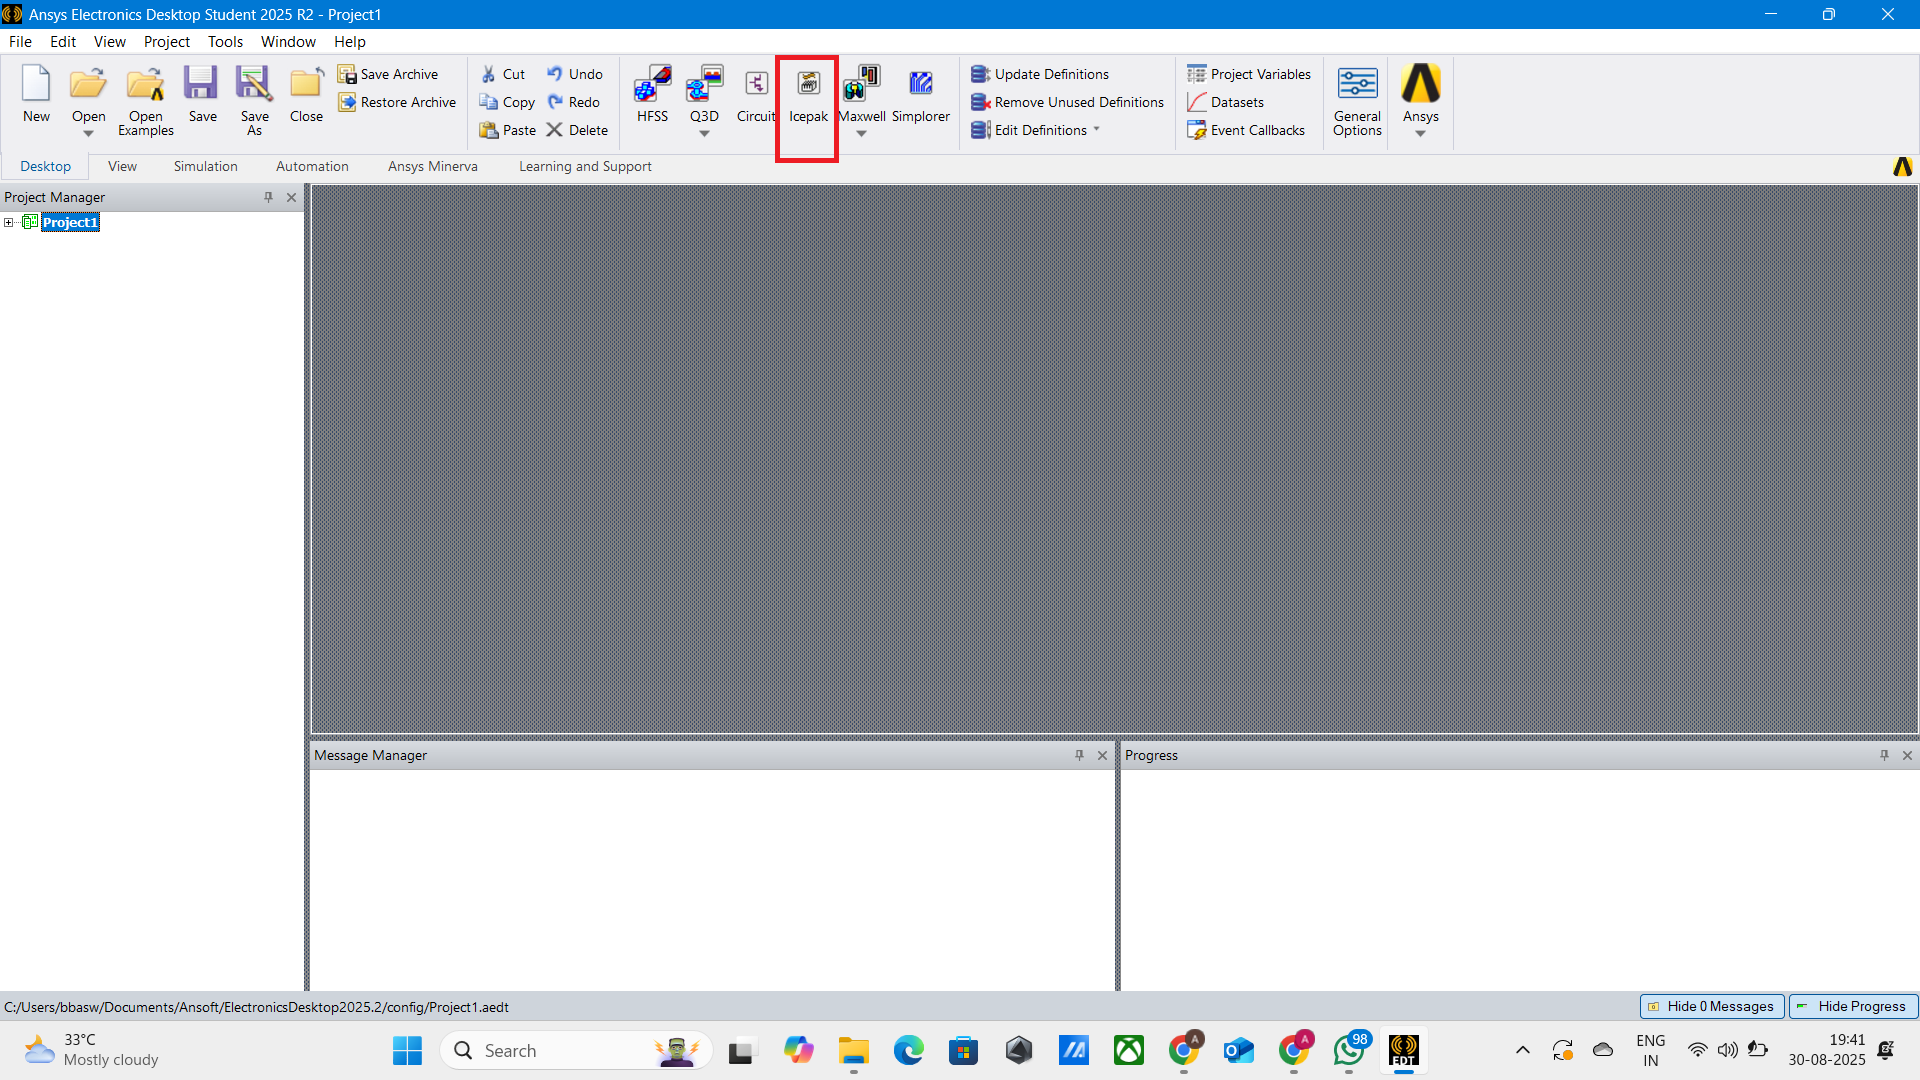 Ansys Electronics Desktop Student 2025 R2 - Project1
File Edit View Project Tools Window Help
New
Open
Open Examples
Save
Save As
Close
Save Archive
Restore Archive
Cut
Copy
Paste
Undo
Redo
Delete
HFSS
Q3D
Circuit
Icepak
Maxwell
Simplorer
Update Definitions
Remove Unused Definitions
Edit Definitions
Project Variables
Datasets
Event Callbacks
General Options
Ansys
Desktop View Simulation Automation Ansys Minerva Learning and Support
Project Manager
Project1
Message Manager
Progress
C:/Users/bbasw/Documents/Ansoft/ElectronicsDesktop2025.2/config/Project1.aedt
Hide 0 Messages
Hide Progress
33°C
Mostly cloudy
Search
A
A
98
EDT
ENG
IN
19:41
30-08-2025